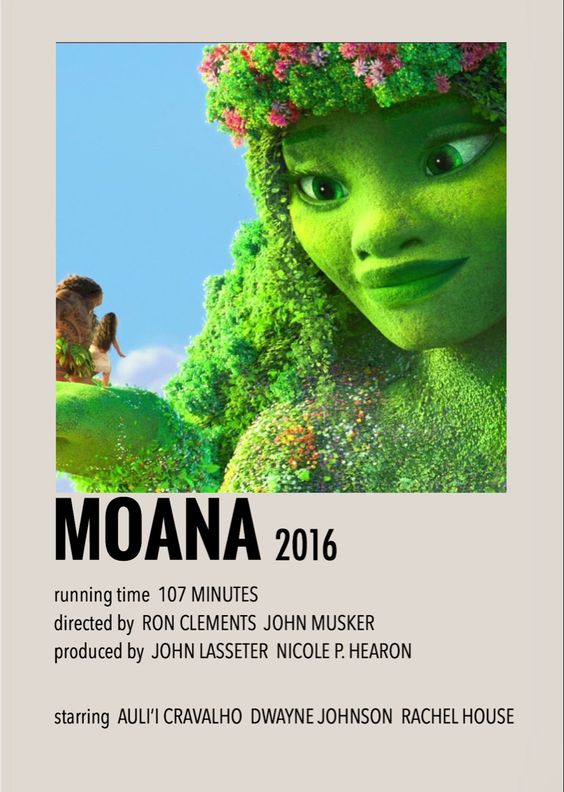 MOANA 2016
running time 107 MINUTES
directed by RON CLEMENTS JOHN MUSKER
produced by JOHN LASSETER NICOLE P. HEARON
starring AULI'I CRAVALHO DWAYNE JOHNSON RACHEL HOUSE